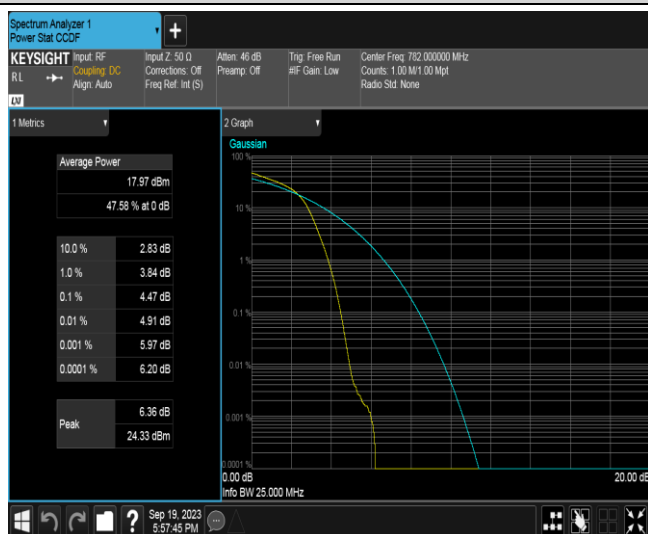 Spectrum Analyzer 1
Power Stat CCDF
KEYSIGHT
R L
LXI
Input: RF
Coupling: DC
Align: Auto
Input Z: 50 Ω
Corrections: Off
Freq Ref: Int (S)
Atten: 46 dB
Preamp: Off
Trig: Free Run
#IF Gain: Low
Center Freq: 782.000000 MHz
Counts: 1.00 M/1.00 Mpt
Radio Std: None
1 Metrics
Average Power
17.97 dBm
47.58 % at 0 dB
10.0 % 2.83 dB
1.0 % 3.84 dB
0.1 % 4.47 dB
0.01 % 4.91 dB
0.001 % 5.97 dB
0.0001 % 6.20 dB
Peak
6.36 dB
24.33 dBm
2 Graph
Gaussian
100 %
10 %
1 %
0.1 %
0.01 %
0.001 %
0.0001 %
0.00 dB 20.00 dB
Info BW 25.000 MHz
? Sep 19, 2023
5:57:45 PM